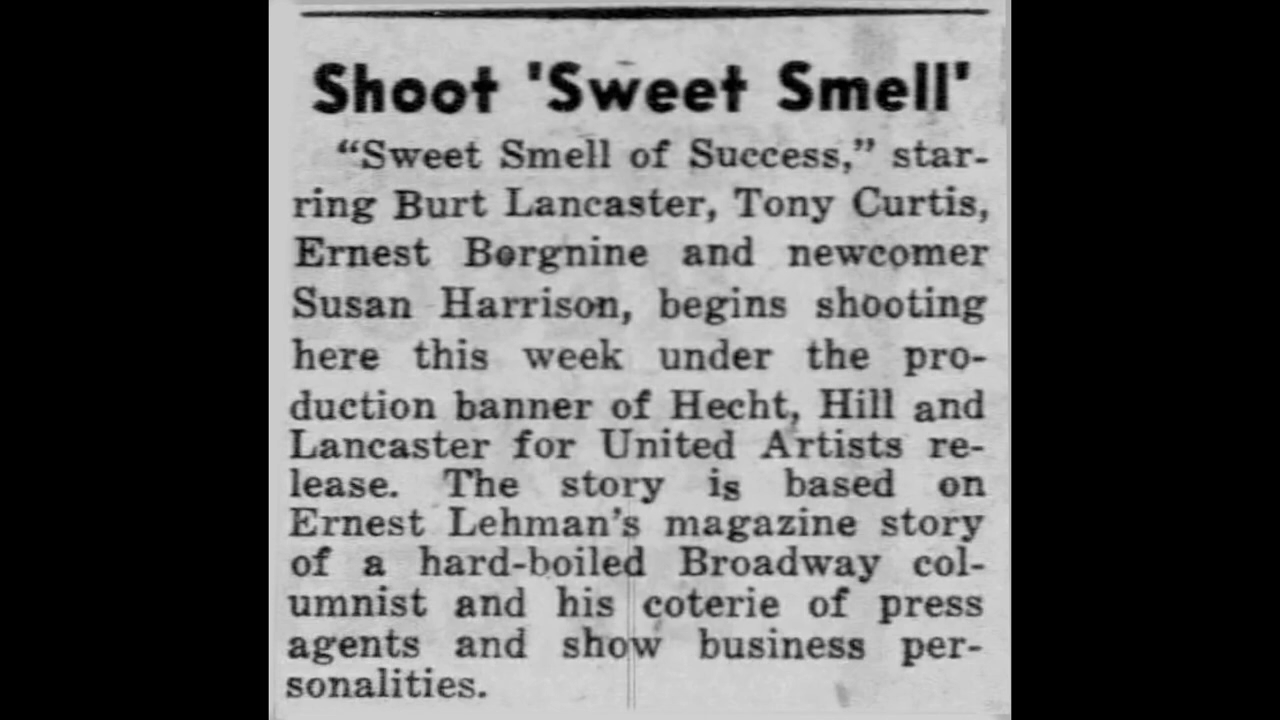 Shoot 'Sweet Smell'
“Sweet Smell of Success,” star-
ring Burt Lancaster, Tony Curtis,
Ernest Borgnine and newcomer
Susan Harrison, begins shooting
here this week under the pro-
duction banner of Hecht, Hill and
Lancaster for United Artists re-
lease. The story is based on
Ernest Lehman's magazine story
of a hard-boiled Broadway col-
umnist and his coterie of press
agents and show business per-
sonalities.